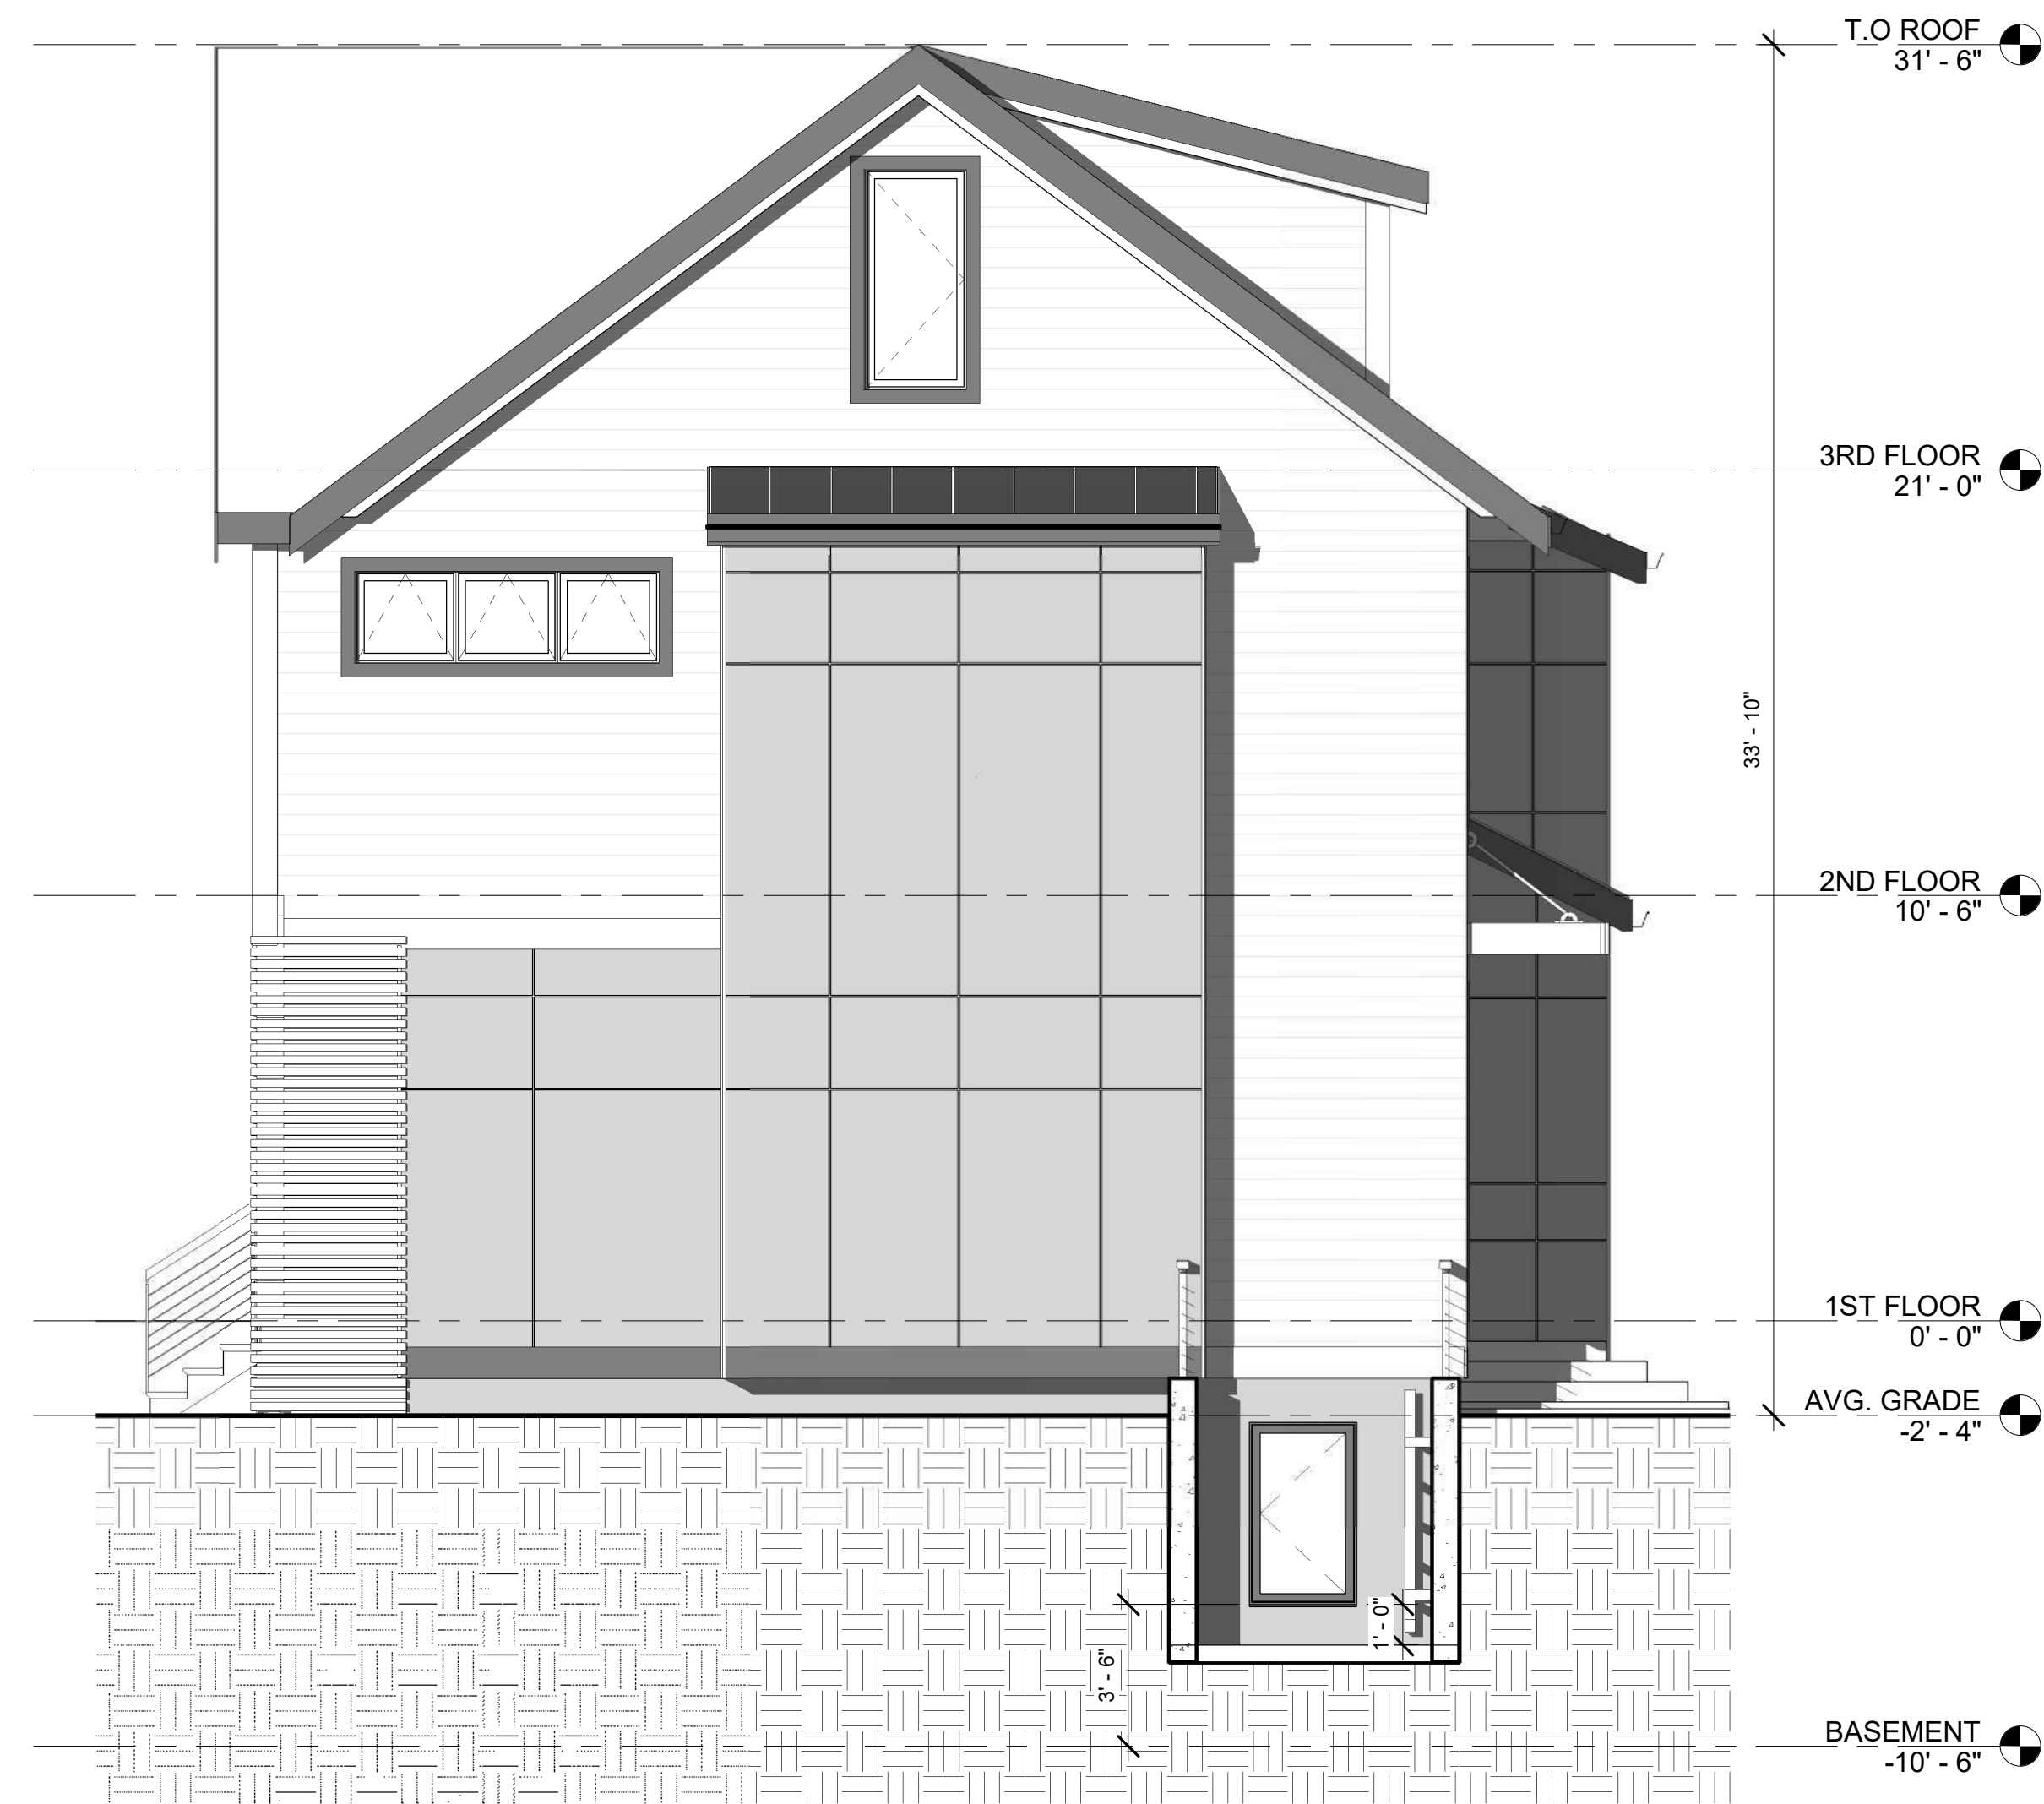 T.O ROOF
31' - 6"
3RD FLOOR
21' - 0"
33' - 10"
2ND FLOOR
10' - 6"
1ST FLOOR
0' - 0"
AVG. GRADE
-2' - 4"
1' - 0"
3' - 6"
BASEMENT
-10' - 6"